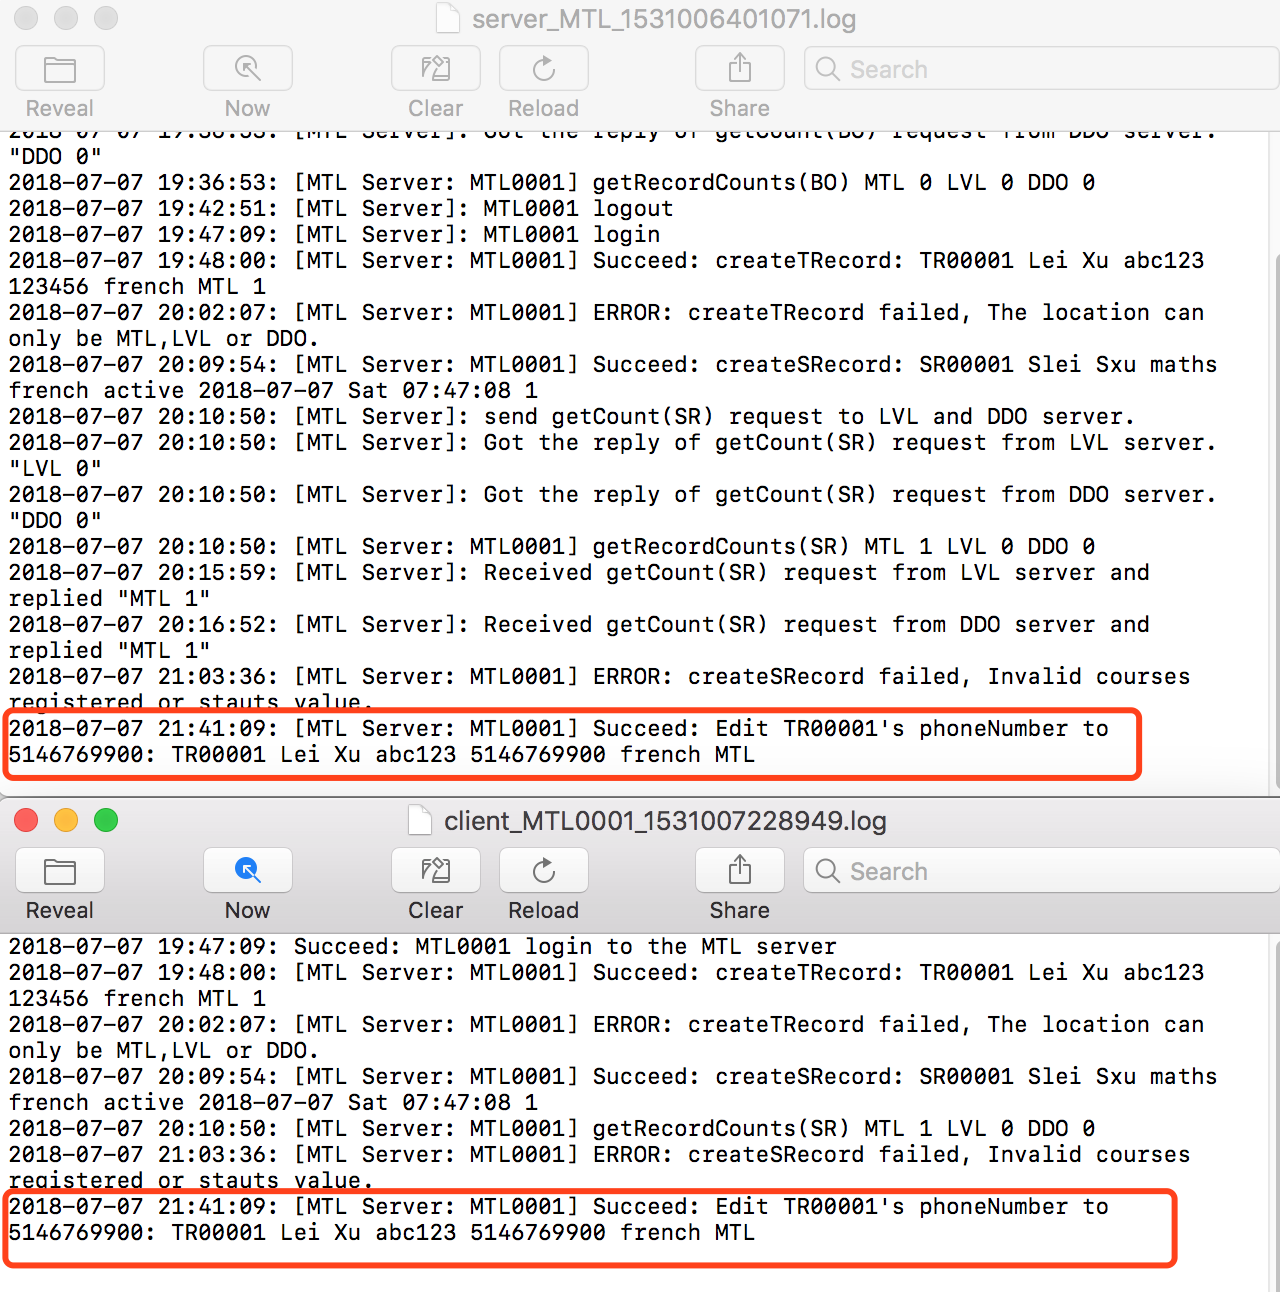 server_MTL_1531006401071.log
Reveal Now Clear Reload Share Search
2018-07-07 19:36:53: [MTL Server]: Got the reply of getCount(BO) request from DDO server.
"DDO 0"
2018-07-07 19:36:53: [MTL Server: MTL0001] getRecordCounts(BO) MTL 0 LVL 0 DDO 0
2018-07-07 19:42:51: [MTL Server]: MTL0001 logout
2018-07-07 19:47:09: [MTL Server]: MTL0001 login
2018-07-07 19:48:00: [MTL Server: MTL0001] Succeed: createTRecord: TR00001 Lei Xu abc123
123456 french MTL 1
2018-07-07 20:02:07: [MTL Server: MTL0001] ERROR: createTRecord failed, The location can
only be MTL,LVL or DDO.
2018-07-07 20:09:54: [MTL Server: MTL0001] Succeed: createSRecord: SR00001 Slei Sxu maths
french active 2018-07-07 Sat 07:47:08 1
2018-07-07 20:10:50: [MTL Server]: send getCount(SR) request to LVL and DDO server.
2018-07-07 20:10:50: [MTL Server]: Got the reply of getCount(SR) request from LVL server.
"LVL 0"
2018-07-07 20:10:50: [MTL Server]: Got the reply of getCount(SR) request from DDO server.
"DDO 0"
2018-07-07 20:10:50: [MTL Server: MTL0001] getRecordCounts(SR) MTL 1 LVL 0 DDO 0
2018-07-07 20:15:59: [MTL Server]: Received getCount(SR) request from LVL server and
replied "MTL 1"
2018-07-07 20:16:52: [MTL Server]: Received getCount(SR) request from DDO server and
replied "MTL 1"
2018-07-07 21:03:36: [MTL Server: MTL0001] ERROR: createSRecord failed, Invalid courses
registered or stauts value.
2018-07-07 21:41:09: [MTL Server: MTL0001] Succeed: Edit TR00001's phoneNumber to
5146769900: TR00001 Lei Xu abc123 5146769900 french MTL
client_MTL0001_1531007228949.log
Reveal Now Clear Reload Share Search
2018-07-07 19:47:09: Succeed: MTL0001 login to the MTL server
2018-07-07 19:48:00: [MTL Server: MTL0001] Succeed: createTRecord: TR00001 Lei Xu abc123
123456 french MTL 1
2018-07-07 20:02:07: [MTL Server: MTL0001] ERROR: createTRecord failed, The location can
only be MTL,LVL or DDO.
2018-07-07 20:09:54: [MTL Server: MTL0001] Succeed: createSRecord: SR00001 Slei Sxu maths
french active 2018-07-07 Sat 07:47:08 1
2018-07-07 20:10:50: [MTL Server: MTL0001] getRecordCounts(SR) MTL 1 LVL 0 DDO 0
2018-07-07 21:03:36: [MTL Server: MTL0001] ERROR: createSRecord failed, Invalid courses
registered or stauts value.
2018-07-07 21:41:09: [MTL Server: MTL0001] Succeed: Edit TR00001's phoneNumber to
5146769900: TR00001 Lei Xu abc123 5146769900 french MTL